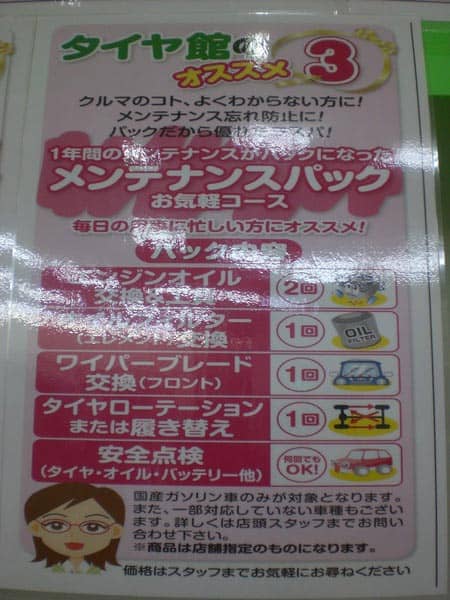 タイヤ館の
オススメ 3
クルマのコト、よくわからない方に!
メンテナンス忘れ防止に!
パックだから優れたコスパ!
1年間のメンテナンスがパックになった
メンテナンスパック
お気軽コース
毎日の に忙しい方にオススメ!
パック内容
エンジンオイル
交換 2回
オイルフィルター
(エレメント)交換 1回
OIL
FILTER
ワイパーブレード
交換(フロント) 1回
タイヤローテーション
または履き替え 1回
安全点検
(タイヤ・オイル・バッテリー他) 何回でも
OK!
国産ガソリン車のみが対象となります。
また、一部対応していない車種もござい
ます。詳しくは店頭スタッフまでお問い
合わせ下さい。
※商品は店舗指定のものになります。
価格はスタッフまでお気軽にお尋ねください